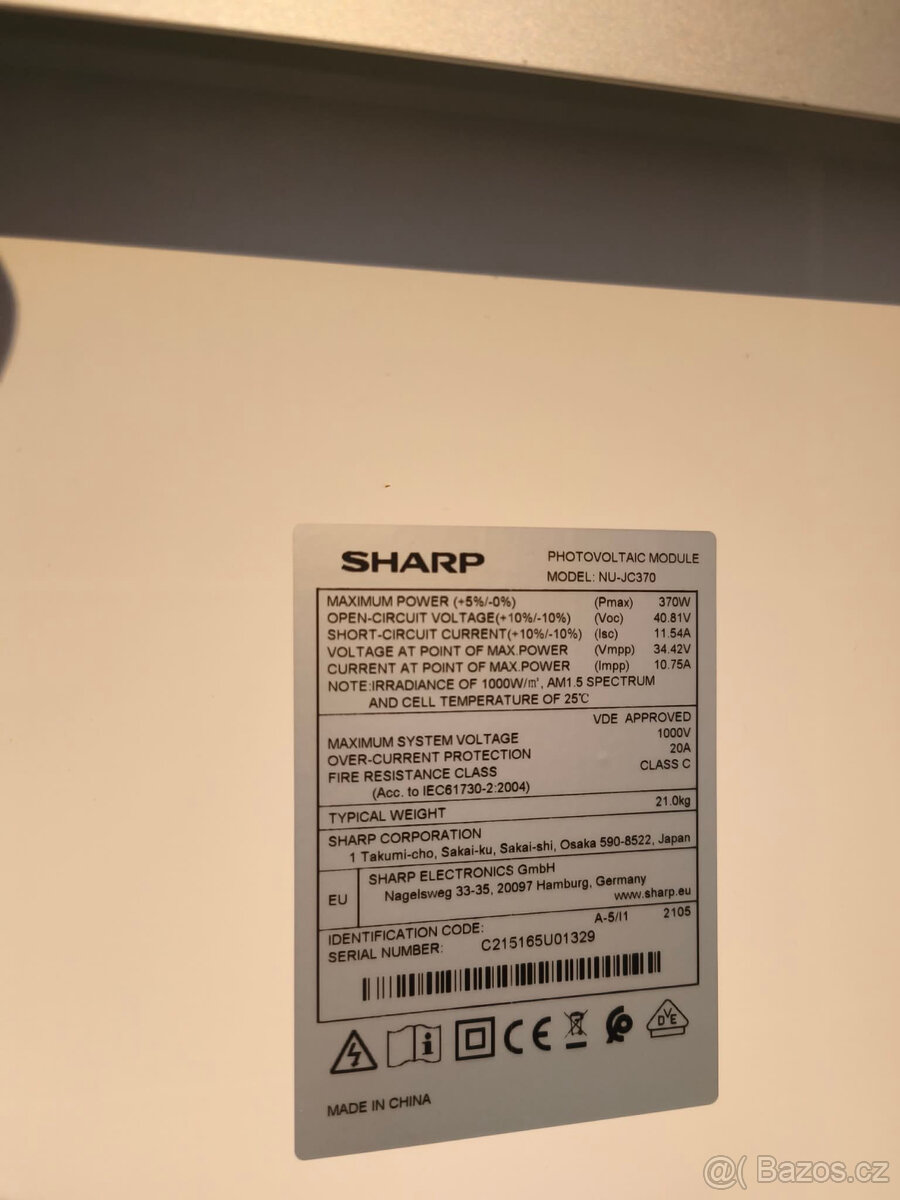 SHARP
PHOTOVOLTAIC MODULE
MODEL: NU-JC370
MAXIMUM POWER (+5%/-0%) (Pmax) 370W
OPEN-CIRCUIT VOLTAGE(+10%/-10%) (Voc) 40.81V
SHORT-CIRCUIT CURRENT(+10%/-10%) (Isc) 11.54A
VOLTAGE AT POINT OF MAX.POWER (Vmpp) 34.42V
CURRENT AT POINT OF MAX.POWER (Impp) 10.75A
NOTE:IRRADIANCE OF 1000W/㎡, AM1.5 SPECTRUM
AND CELL TEMPERATURE OF 25℃
VDE APPROVED
MAXIMUM SYSTEM VOLTAGE 1000V
OVER-CURRENT PROTECTION 20A
FIRE RESISTANCE CLASS CLASS C
(Acc. to IEC61730-2:2004)
TYPICAL WEIGHT 21.0kg
SHARP CORPORATION
1 Takumi-cho, Sakai-ku, Sakai-shi, Osaka 590-8522, Japan
EU
SHARP ELECTRONICS GmbH
Nagelsweg 33-35, 20097 Hamburg, Germany
www.sharp.eu
IDENTIFICATION CODE: A-5/I1 2105
SERIAL NUMBER: C215165U01329
CE
DVE
MADE IN CHINA
@( Bazos.cz